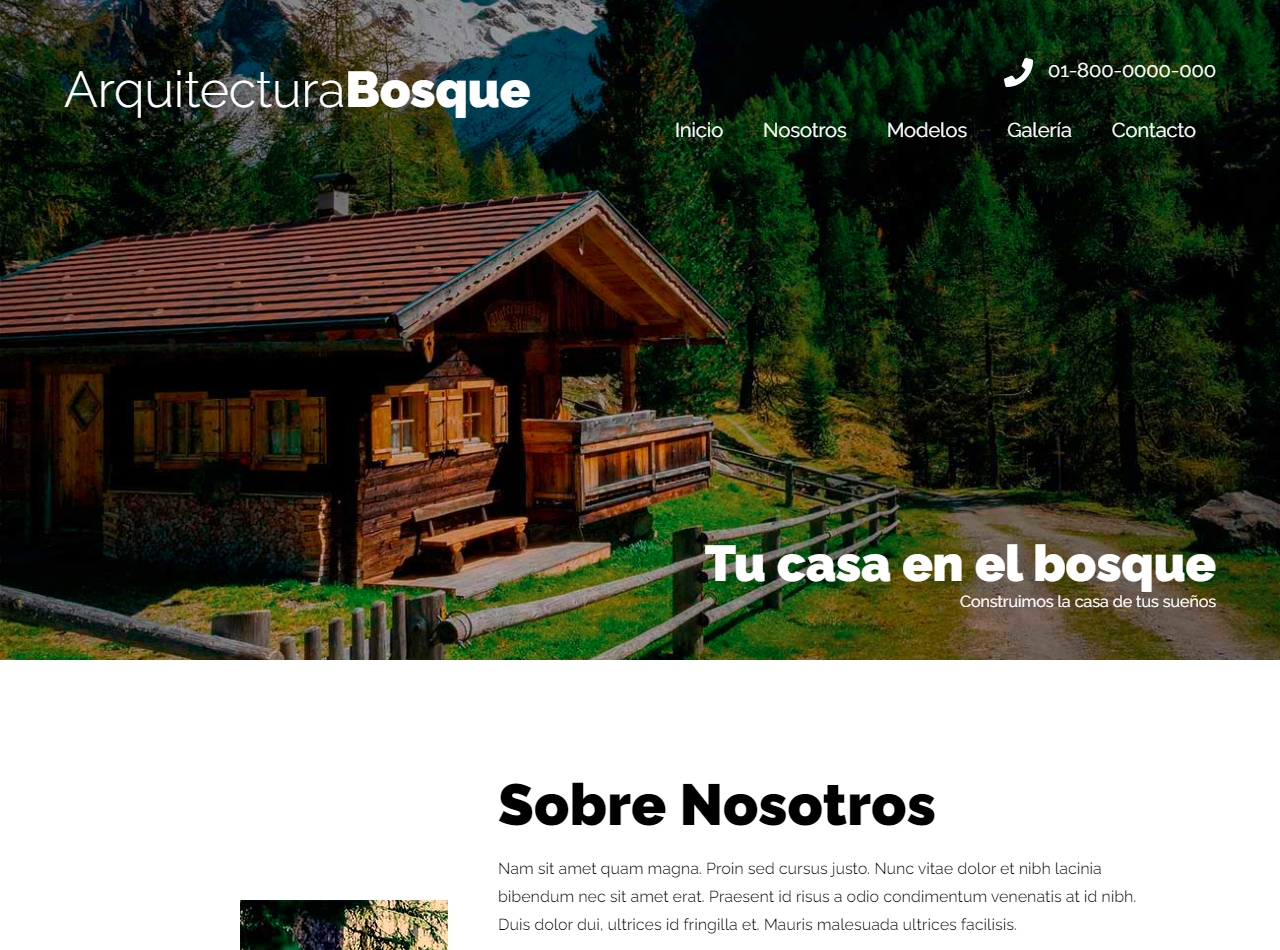 ArquitecturaBosque
01-800-0000-000
Inicio Nosotros Modelos Galería Contacto
Tu casa en el bosque
Construimos la casa de tus sueños
Sobre Nosotros
Nam sit amet quam magna. Proin sed cursus justo. Nunc vitae dolor et nibh lacinia
bibendum nec sit amet erat. Praesent id risus a odio condimentum venenatis at id nibh.
Duis dolor dui, ultrices id fringilla et. Mauris malesuada ultrices facilisis.